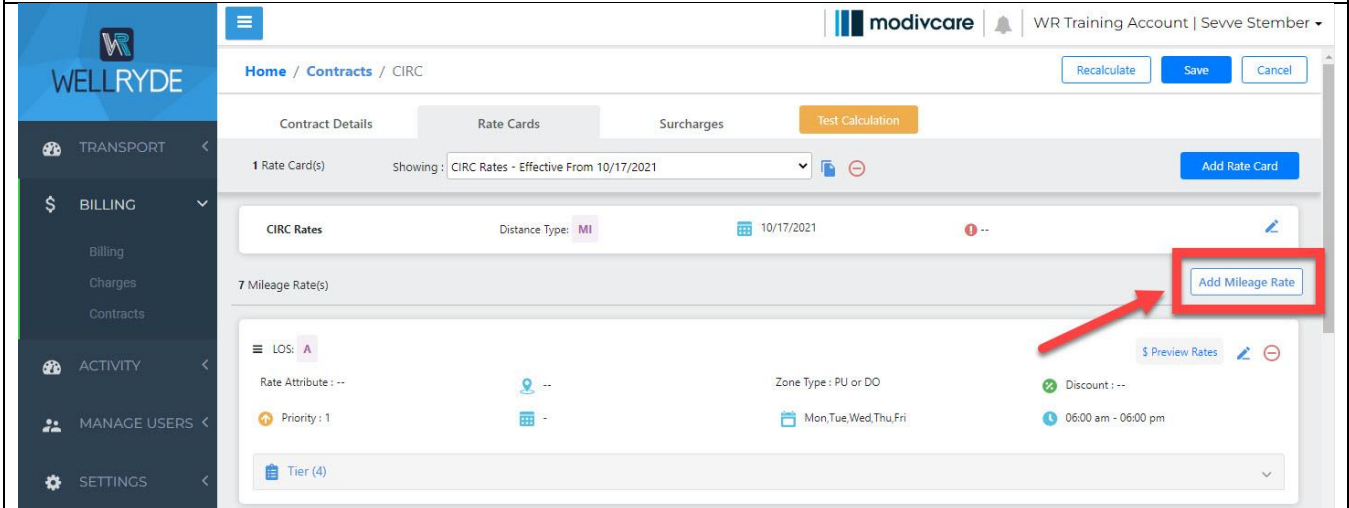 modivcare WR Training Account | Sevve Stember
WR
WELLRYDE
Home / Contracts / CIRC
Recalculate Save Cancel
Contract Details Rate Cards Surcharges Test Calculation
TRANSPORT
1 Rate Card(s) Showing : CIRC Rates - Effective From 10/17/2021 Add Rate Card
$ BILLING
CIRC Rates Distance Type: MI 10/17/2021 --
Billing
Charges
7 Mileage Rate(s) Add Mileage Rate
Contracts
LOS: A $ Preview Rates
ACTIVITY
Rate Attribute : -- -- Zone Type : PU or DO Discount : --
Priority : 1 - Mon,Tue,Wed,Thu,Fri 06:00 am - 06:00 pm
MANAGE USERS
Tier (4)
SETTINGS